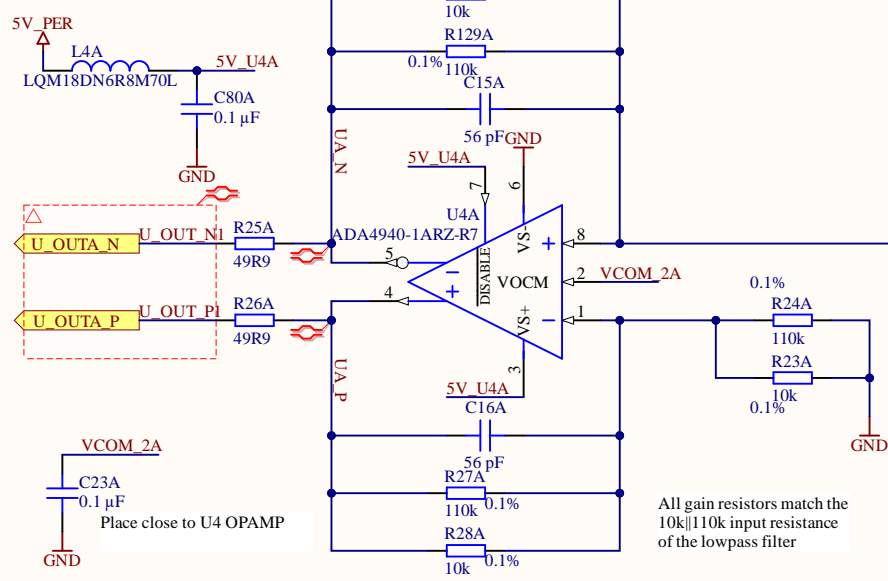 10k
5V_PER
R129A
0.1%
110k
L4A
5V_U4A
LQM18DN6R8M70L
C15A
C80A
0.1 µF
56 pF
GND
UA_N
5V_U4A
GND
7
6
U4A
VS-
ADA4940-1ARZ-R7
U_OUTA_N
U_OUT_N1
R25A
49R9
5
+
8
−
DISABLE
VOCM
2
VCOM_2A
+
4
0.1%
R24A
110k
U_OUTA_P
U_OUT_P1
R26A
49R9
VS+
−
1
3
UA_P
5V_U4A
R23A
10k
0.1%
C16A
56 pF
GND
VCOM_2A
C23A
0.1 µF
R27A
110k
0.1%
Place close to U4 OPAMP
All gain resistors match the
10k||110k input resistance
of the lowpass filter
R28A
10k
0.1%
GND